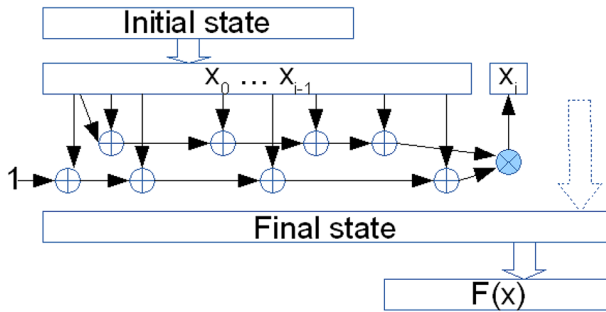 Initial state
X0 … Xi-1
Xi
1
Final state
F(x)